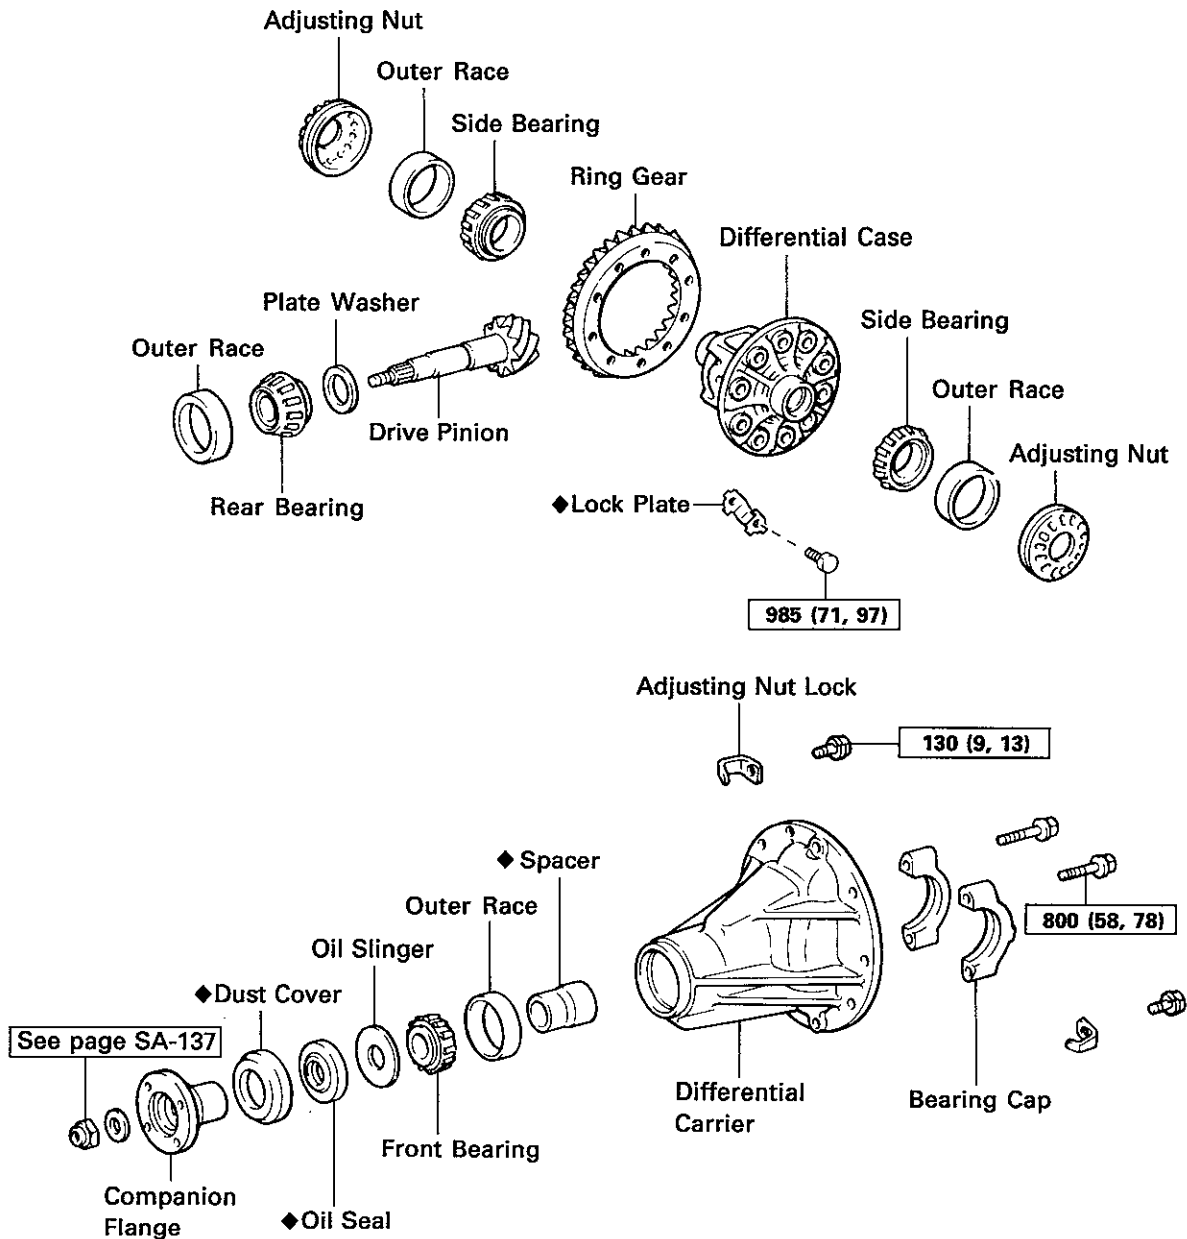 Adjusting Nut
Outer Race
Side Bearing
Ring Gear
Differential Case
Plate Washer
Side Bearing
Outer Race
Outer Race
Drive Pinion
Adjusting Nut
Rear Bearing
◆Lock Plate
985 (71, 97)
Adjusting Nut Lock
130 (9, 13)
◆Spacer
Outer Race
800 (58, 78)
Oil Slinger
◆Dust Cover
See page SA-137
Differential
Carrier
Bearing Cap
Front Bearing
Companion
Flange
◆Oil Seal